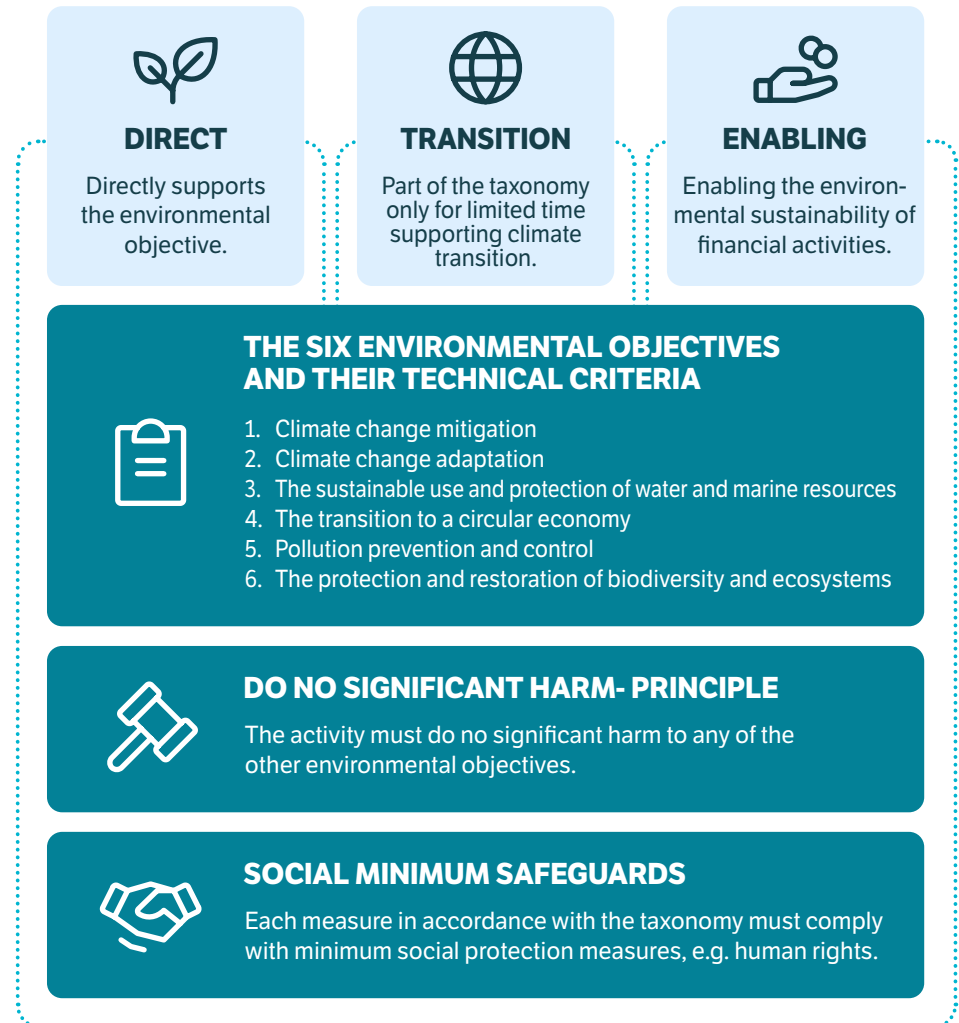 DIRECT
Directly supports
the environmental
objective.
TRANSITION
Part of the taxonomy
only for limited time
supporting climate
transition.
ENABLING
Enabling the environ-
mental sustainability of
financial activities.
THE SIX ENVIRONMENTAL OBJECTIVES
AND THEIR TECHNICAL CRITERIA
1. Climate change mitigation
2. Climate change adaptation
3. The sustainable use and protection of water and marine resources
4. The transition to a circular economy
5. Pollution prevention and control
6. The protection and restoration of biodiversity and ecosystems
DO NO SIGNIFICANT HARM- PRINCIPLE
The activity must do no significant harm to any of the
other environmental objectives.
SOCIAL MINIMUM SAFEGUARDS
Each measure in accordance with the taxonomy must comply
with minimum social protection measures, e.g. human rights.